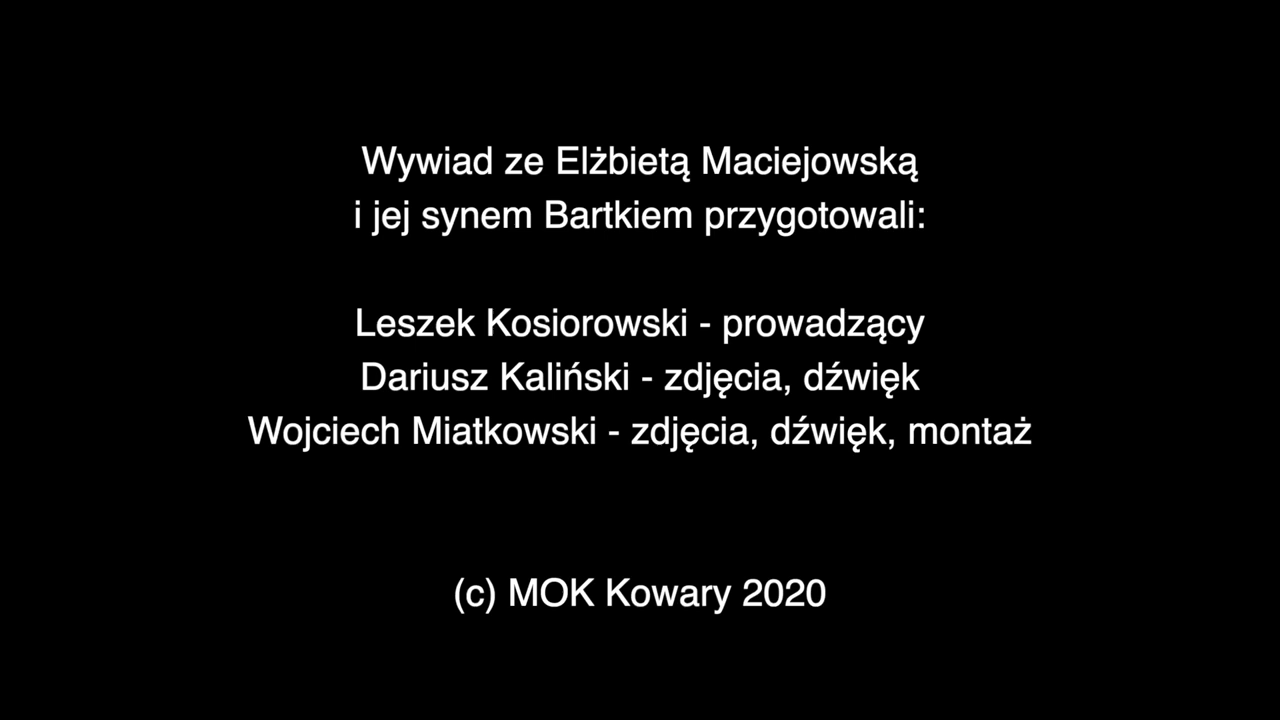 Wywiad ze Elżbietą Maciejowską
i jej synem Bartkiem przygotowali:
Leszek Kosiorowski - prowadzący
Dariusz Kaliński - zdjęcia, dźwięk
Wojciech Miatkowski - zdjęcia, dźwięk, montaż
(c) MOK Kowary 2020